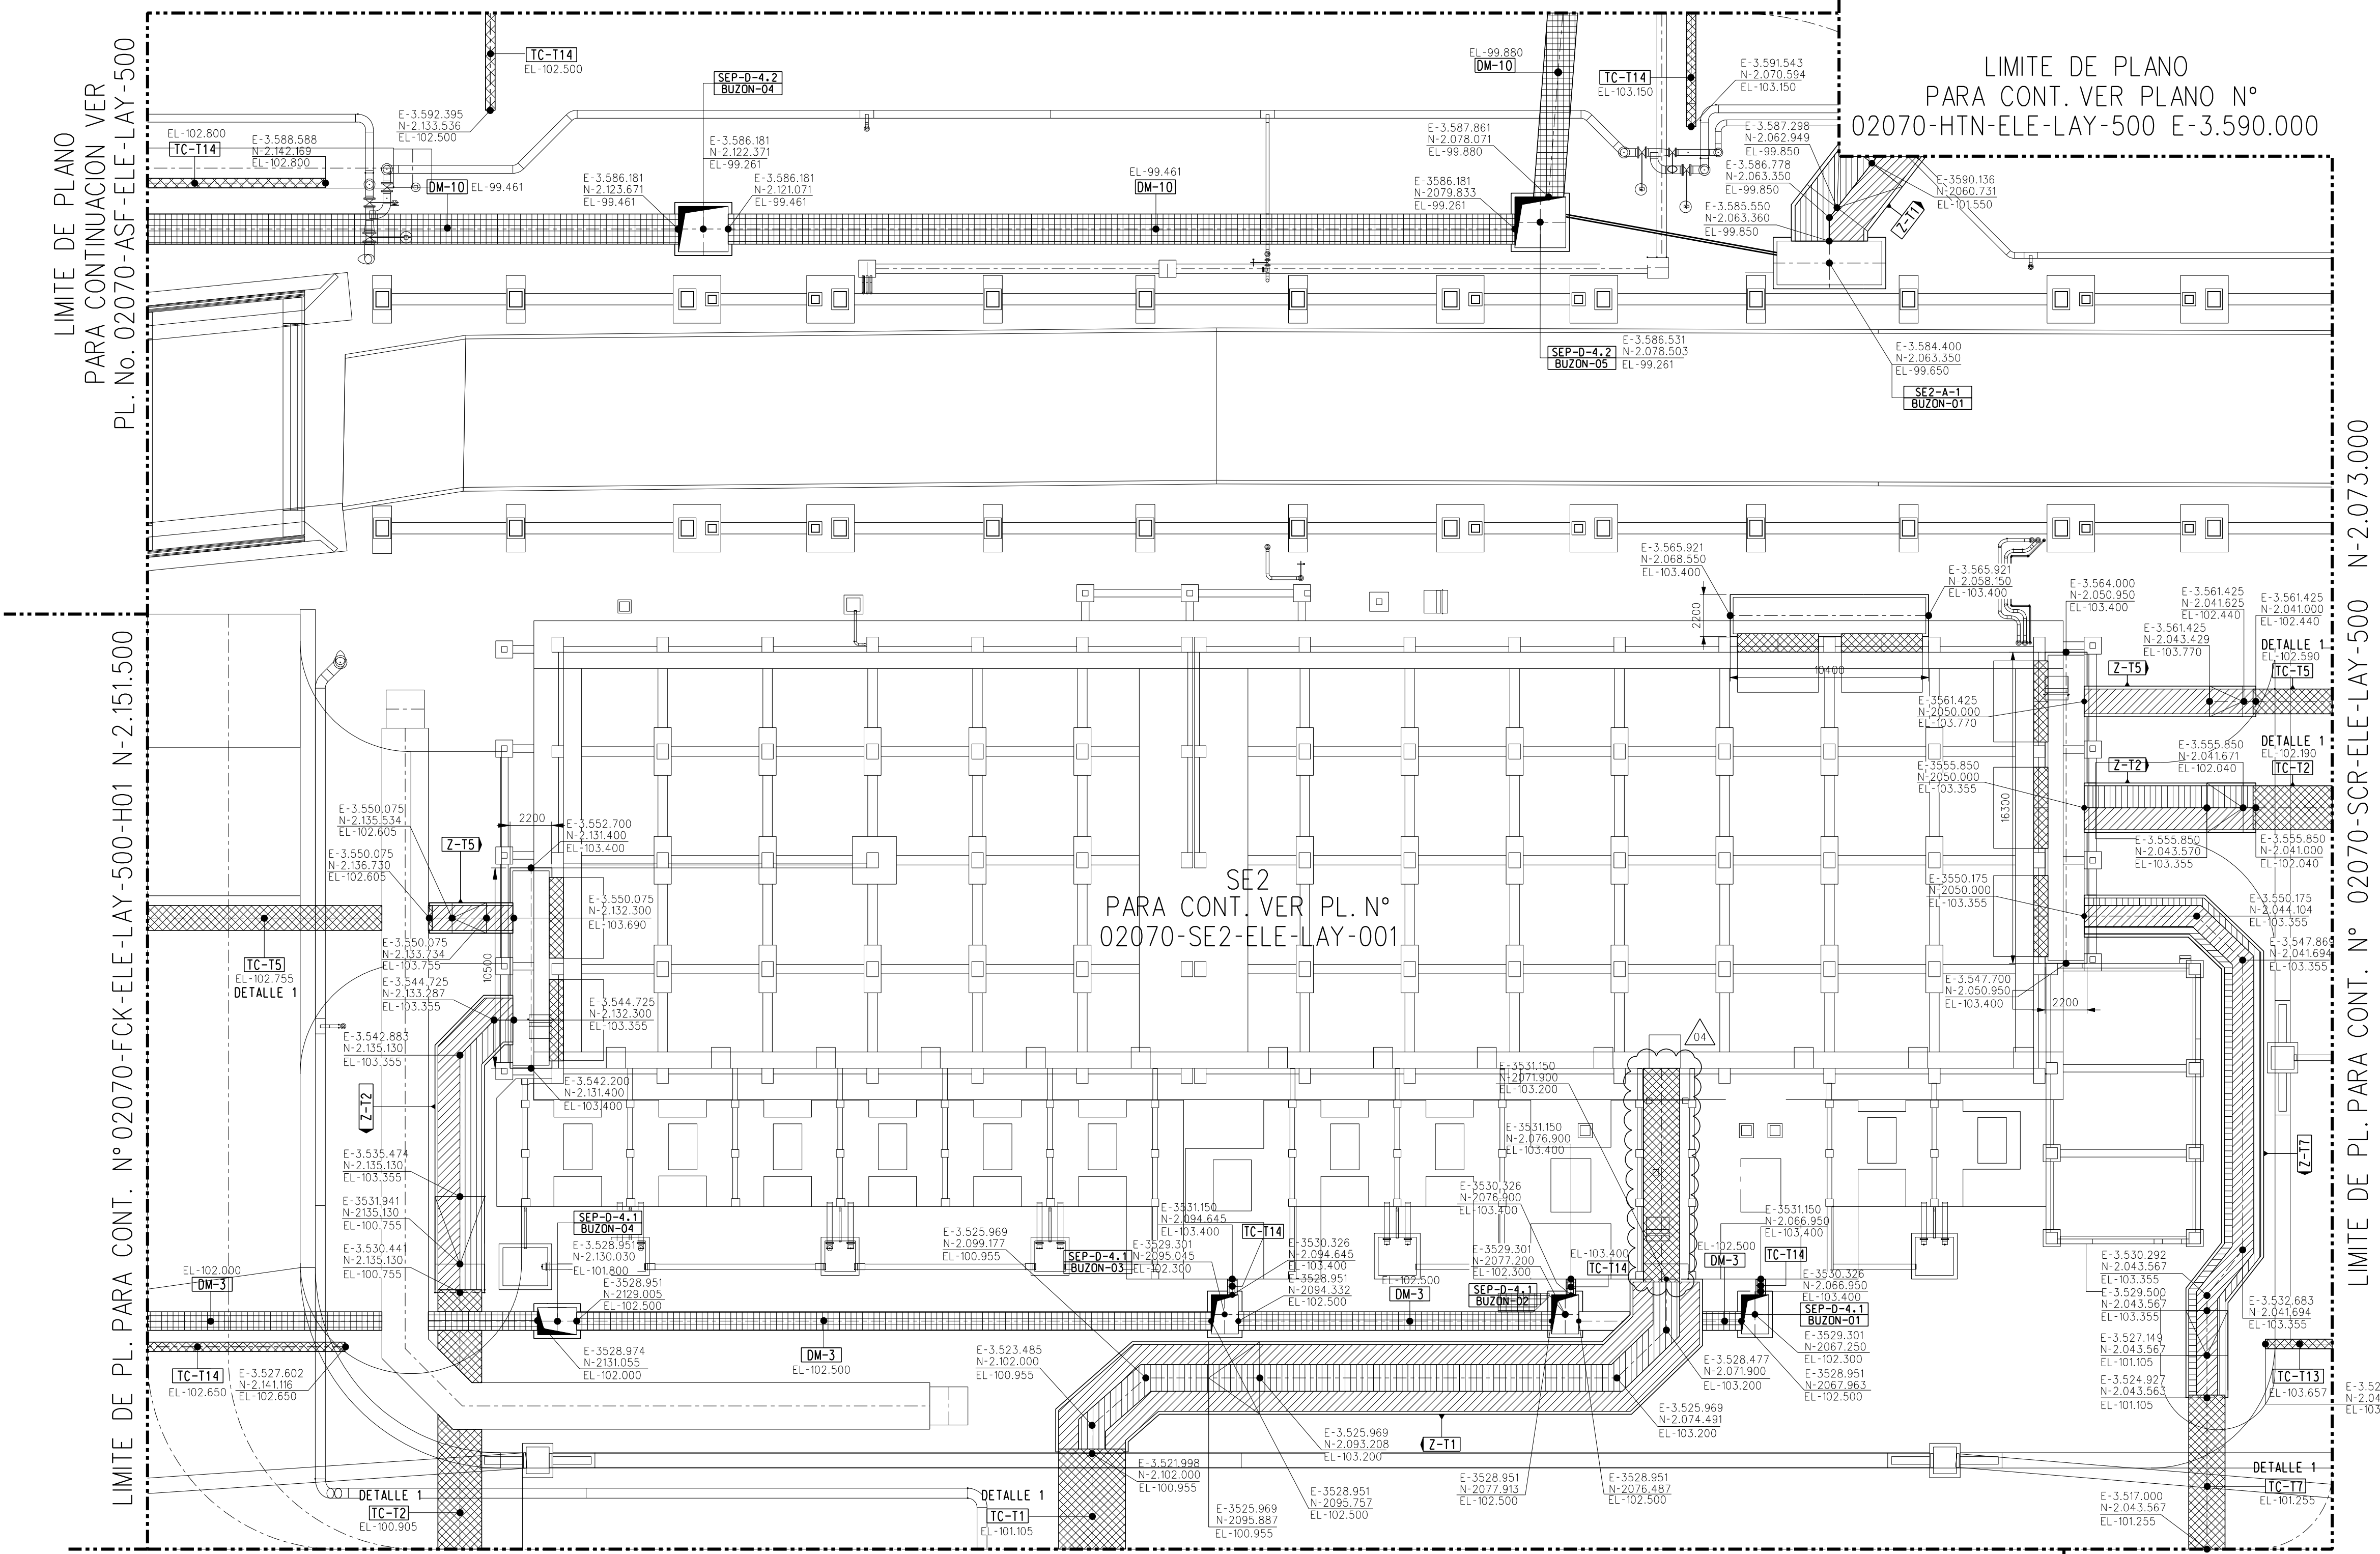 LIMITE DE PLANO
PARA CONTINUACION VER
PL. No. 02070-ASF-ELE-LAY-500
TC-T14
EL-102.500
SEP-D-4.2
BUZON-04
EL-99.880
DM-10
TC-T14
EL-103.150
E-3.591.543
N-2.070.594
EL-103.150
LIMITE DE PLANO
PARA CONT. VER PLANO N°
02070-HTN-ELE-LAY-500 E-3.590.000
E-3.592.395
N-2.133.536
EL-102.500
EL-102.800
TC-T14
E-3.588.588
N-2.142.169
EL-102.800
DM-10 EL-99.461
E-3.586.181
N-2.122.371
EL-99.261
E-3.586.181
N-2.123.671
EL-99.461
E-3.586.181
N-2.121.071
EL-99.461
EL-99.461
DM-10
E-3.587.861
N-2.078.071
EL-99.880
E-3586.181
N-2079.833
EL-99.261
E-3.587.298
N-2.062.949
EL-99.850
E-3.586.778
N-2.063.350
EL-99.850
E-3.585.550
N-2.063.360
EL-99.850
E-3590.136
N-2060.731
EL-101.550
Z-T1
SEP-D-4.2
BUZON-05
E-3.586.531
N-2.078.503
EL-99.261
E-3.584.400
N-2.063.350
EL-99.650
SE2-A-1
BUZON-01
LIMITE DE PL. PARA CONT. N° 02070-SCR-ELE-LAY-500 N-2.073.000
LIMITE DE PL. PARA CONT. N° 02070-FCK-ELE-LAY-500-H01 N-2.151.500
E-3.565.921
N-2.068.550
EL-103.400
2200
10400
E-3.565.921
N-2.058.150
EL-103.400
E-3.564.000
N-2.050.950
EL-103.400
E-3.561.425
N-2.041.625
EL-102.440
E-3.561.425
N-2.041.000
EL-102.440
E-3.561.425
N-2.043.429
EL-103.770
DETALLE 1
EL-102.590
TC-T5
Z-T5
E-3561.425
N-2050.000
EL-103.770
E-3.555.850
N-2.041.671
EL-102.040
DETALLE 1
EL-102.190
TC-T2
Z-T2
E-3555.850
N-2050.000
EL-103.355
16300
E-3.555.850
N-2.043.570
EL-103.355
E-3.555.850
N-2.041.000
EL-102.040
E-3550.175
N-2050.000
EL-103.355
E-3.550.175
N-2.044.104
EL-103.355
E-3.547.869
N-2.041.694
EL-103.355
E-3.547.700
N-2.050.950
EL-103.400
2200
SE2
PARA CONT. VER PL. N°
02070-SE2-ELE-LAY-001
E-3.550.075
N-2.135.534
EL-102.605
2200
E-3.552.700
N-2.131.400
EL-103.400
Z-T5
E-3.550.075
N-2.136.730
EL-102.605
E-3.550.075
N-2.132.300
EL-103.690
E-3.550.075
N-2.133.734
EL-103.755
10500
TC-T5
EL-102.755
DETALLE 1
E-3.544.725
N-2.133.287
EL-103.355
E-3.544.725
N-2.132.300
EL-103.355
E-3.542.883
N-2.135.130
EL-103.355
E-3.542.200
N-2.131.400
EL-103.400
Z-T2
E-3.535.474
N-2.135.130
EL-103.355
E-3531.941
N-2135.130
EL-100.755
E-3.530.441
N-2.135.130
EL-100.755
EL-102.000
DM-3
TC-T14
EL-102.650
E-3.527.602
N-2.141.116
EL-102.650
SEP-D-4.1
BUZON-04
E-3.528.951
N-2.130.030
EL-101.800
E-3528.951
N-2129.005
EL-102.500
E-3528.974
N-2131.055
EL-102.000
DM-3
EL-102.500
E-3.525.969
N-2.099.177
EL-100.955
E-3531.150
N-2.094.645
EL-103.400
SEP-D-4.1
BUZON-03
E-3529.301
N-2095.045
EL-102.300
TC-T14
E-3530.326
N-2.094.645
EL-103.400
E-3528.951
N-2094.332
EL-102.500
EL-102.500
DM-3
04
E-3531.150
N-2071.900
EL-103.200
E-3531.150
N-2.076.900
EL-103.400
E-3530.326
N-2076.900
EL-103.400
E-3529.301
N-2077.200
EL-102.300
SEP-D-4.1
BUZON-02
EL-103.400
TC-T14
EL-102.500
DM-3
E-3531.150
N-2.066.950
EL-103.400
TC-T14
E-3530.326
N-2.066.950
EL-103.400
SEP-D-4.1
BUZON-01
E-3529.301
N-2067.250
EL-102.300
E-3528.951
N-2067.963
EL-102.500
E-3.528.477
N-2.071.900
EL-103.200
E-3.525.969
N-2.074.491
EL-103.200
E-3.523.485
N-2.102.000
EL-100.955
E-3.525.969
N-2.093.208
EL-103.200
Z-T1
E-3.521.998
N-2.102.000
EL-100.955
E-3525.969
N-2095.887
EL-100.955
E-3528.951
N-2095.757
EL-102.500
E-3528.951
N-2077.913
EL-102.500
E-3528.951
N-2076.487
EL-102.500
Z-T7
E-3.530.292
N-2.043.567
EL-103.355
E-3.529.500
N-2.043.567
EL-103.355
E-3.527.149
N-2.043.567
EL-101.105
E-3.524.927
N-2.043.563
EL-101.105
E-3.532.683
N-2.041.694
EL-103.355
TC-T13
EL-103.657
E-3.52
N-2.04
EL-103
DETALLE 1
TC-T7
EL-101.255
E-3.517.000
N-2.043.567
EL-101.255
DETALLE 1
TC-T2
EL-100.905
DETALLE 1
TC-T1
EL-101.105